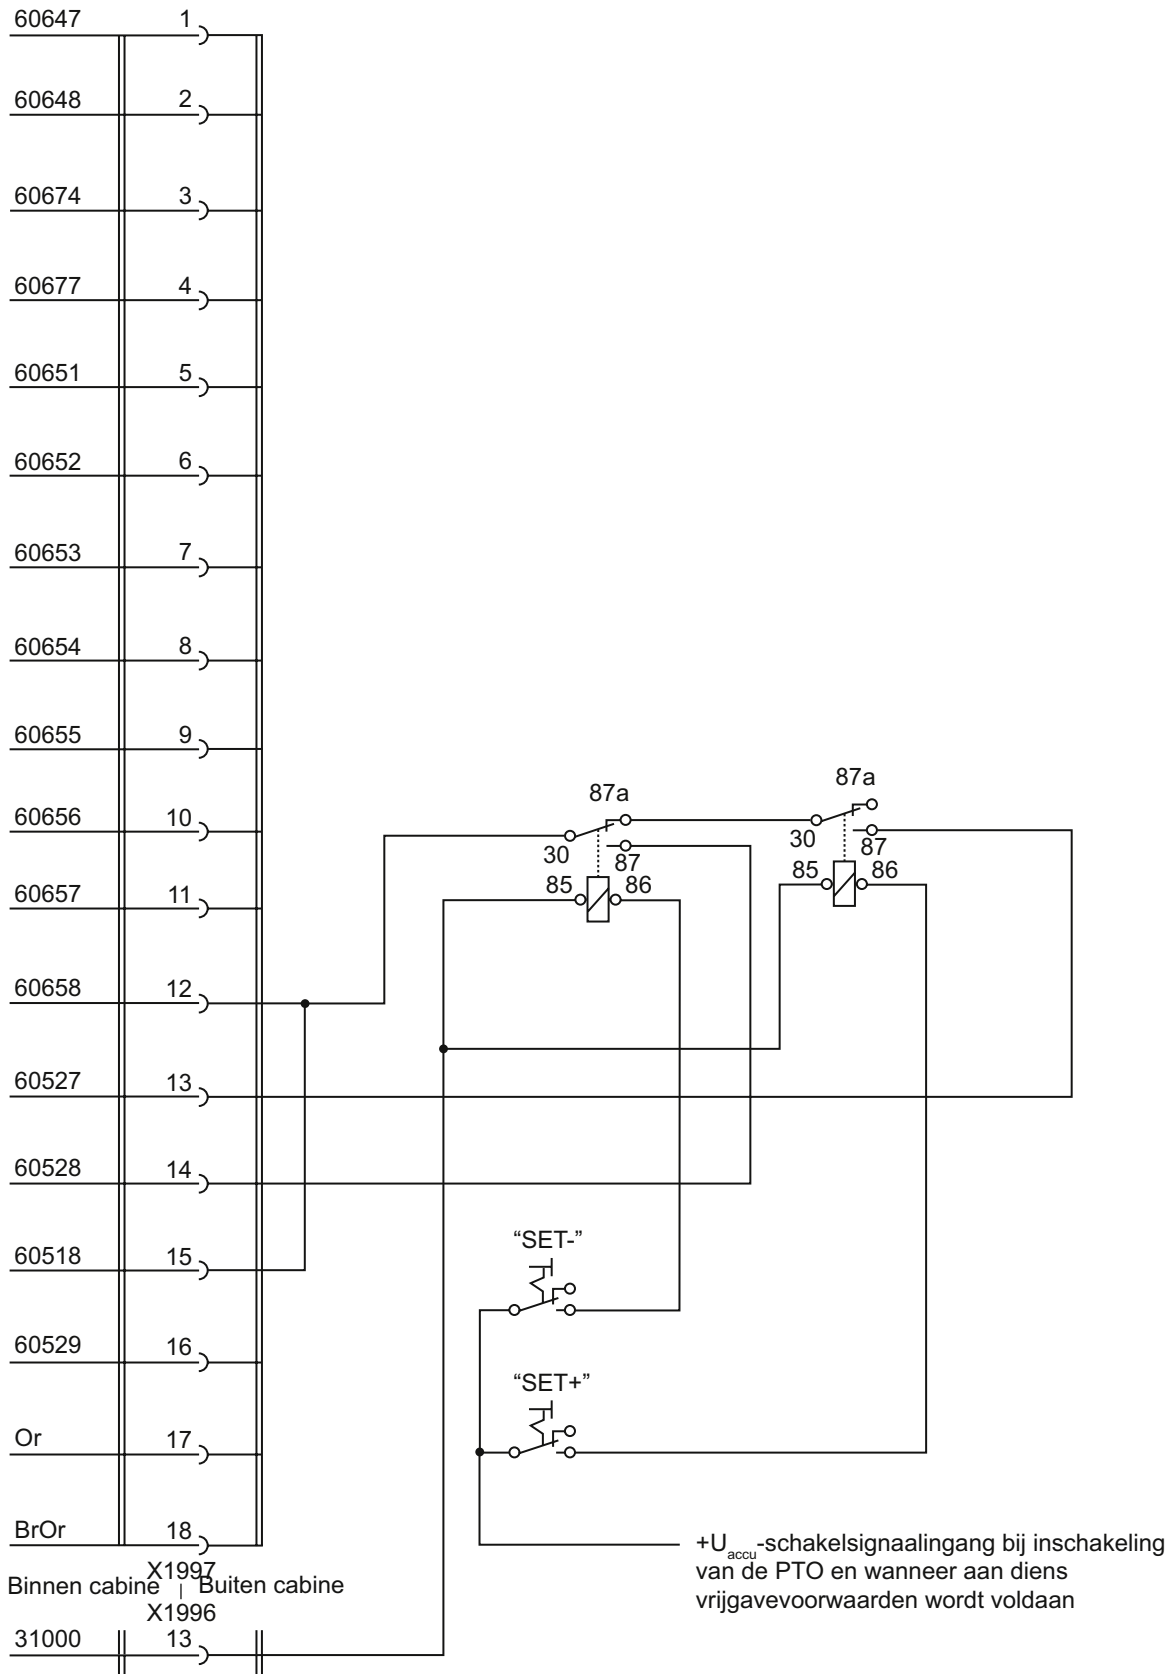 60647 1
60648 2
60674 3
60677 4
60651 5
60652 6
60653 7
60654 8
60655 9
87a
87a
60656 10
30
87
30
87
85 86
60657 11
85 86
60658 12
60527 13
60528 14
“SET-”
60518 15
60529 16
“SET+”
Or 17
BrOr 18
+Uaccu-schakelsignaalingang bij inschakeling
van de PTO en wanneer aan diens
vrijgavevoorwaarden wordt voldaan
X1997
Binnen cabine | Buiten cabine
X1996
31000 13